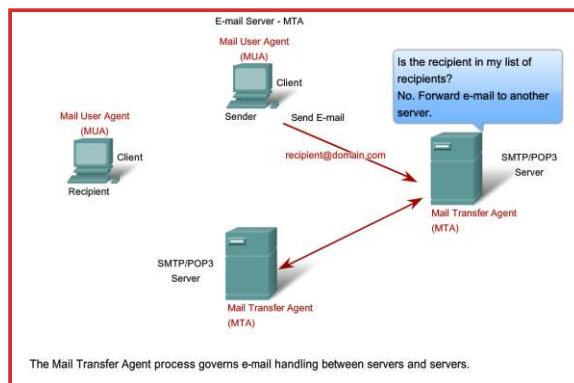 E-mail Server - MTA
Mail User Agent
(MUA)
Client
Sender
Send E-mail
Is the recipient in my list of
recipients?
No. Forward e-mail to another
server.
Mail User Agent
(MUA)
Client
Recipient
recipient@domain.com
SMTP/POP3
Server
Mail Transfer Agent
(MTA)
SMTP/POP3
Server
Mail Transfer Agent
(MTA)
The Mail Transfer Agent process governs e-mail handling between servers and servers.